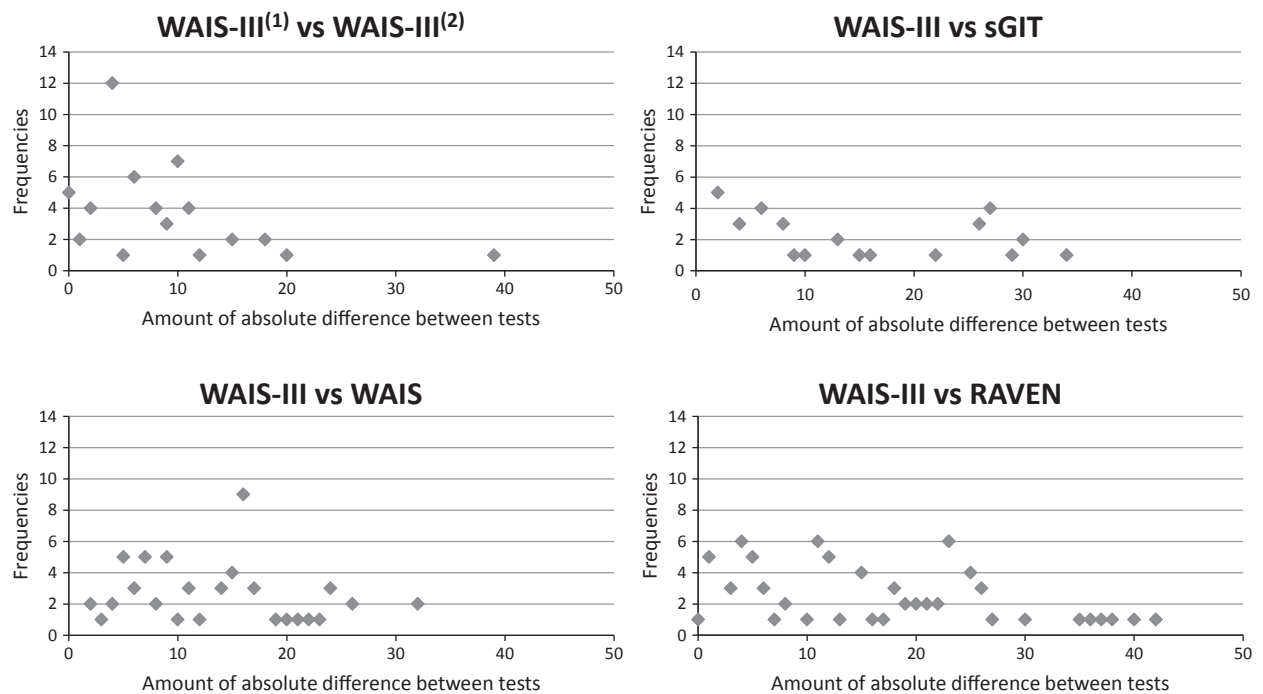 WAIS-III(1) vs WAIS-III(2)
14
12
10
8
6
4
2
0
Frequencies
0 10 20 30 40 50
Amount of absolute difference between tests
WAIS-III vs sGIT
14
12
10
8
6
4
2
0
Frequencies
0 10 20 30 40 50
Amount of absolute difference between tests
WAIS-III vs WAIS
14
12
10
8
6
4
2
0
Frequencies
0 10 20 30 40 50
Amount of absolute difference between tests
WAIS-III vs RAVEN
14
12
10
8
6
4
2
0
Frequencies
0 10 20 30 40 50
Amount of absolute difference between tests